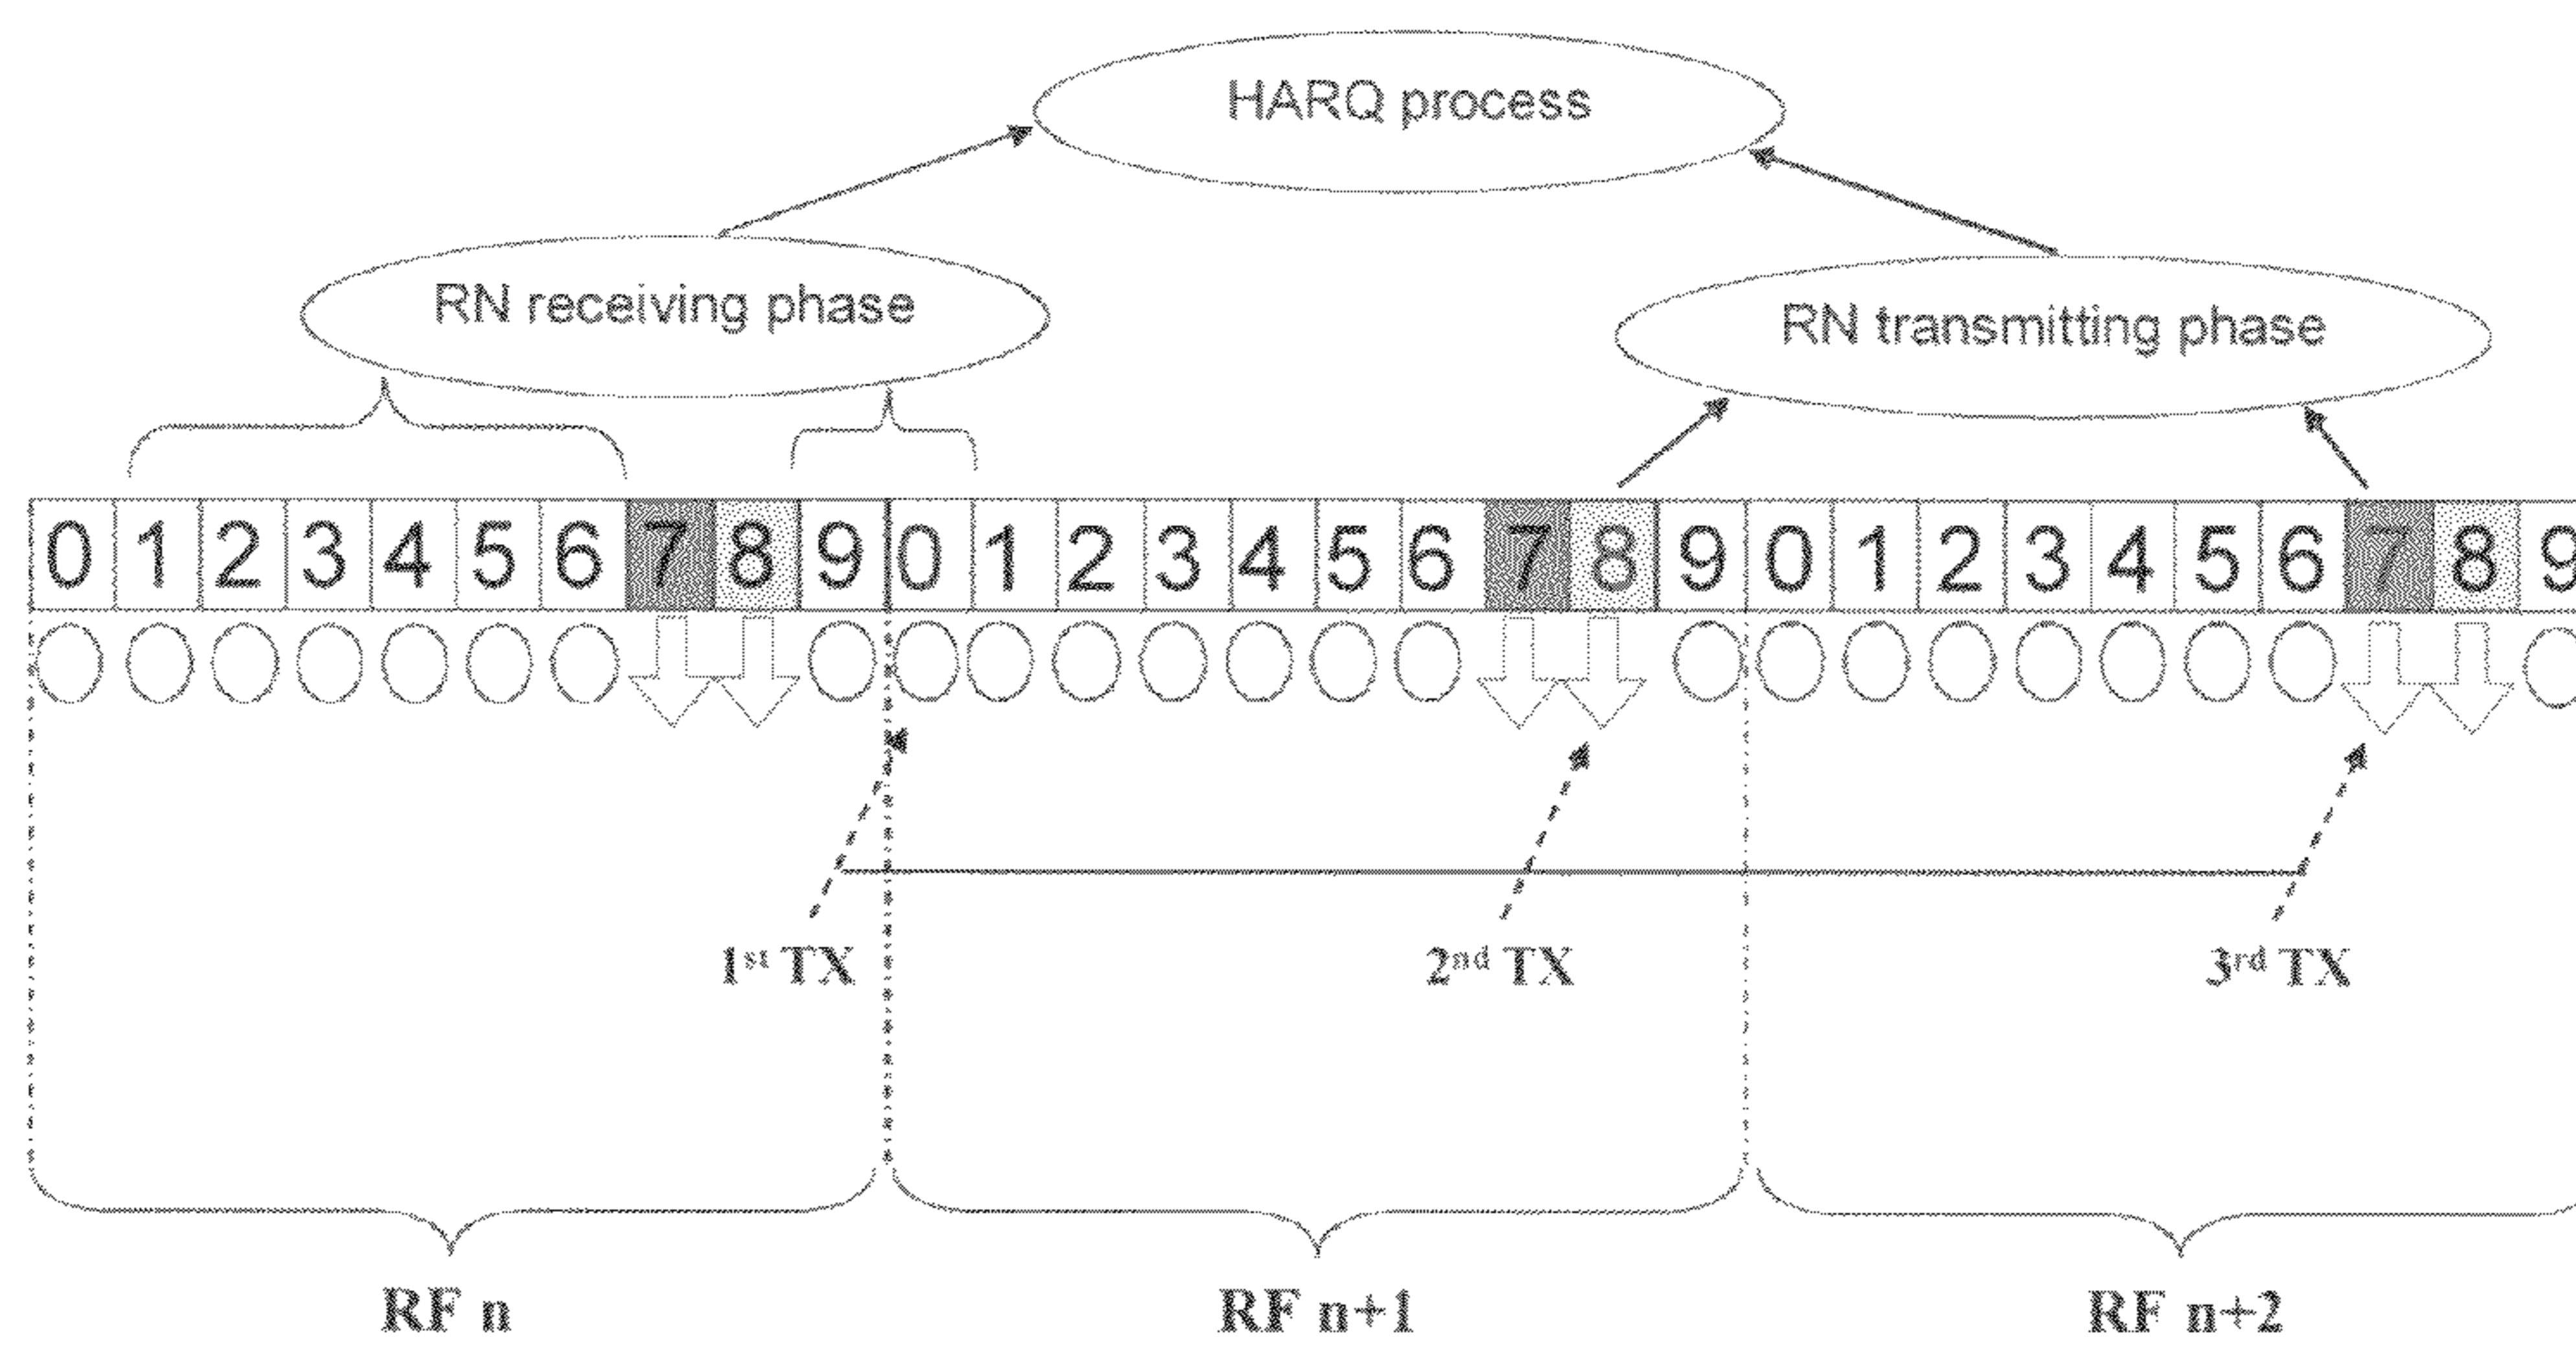 HARQ process
RN receiving phase
RN transmitting phase
0 1 2 3 4 5 6 7 8 9 0 1 2 3 4 5 6 7 8 9 0 1 2 3 4 5 6 7 8 9
1st TX 2nd TX 3rd TX
RF n RF n+1 RF n+2